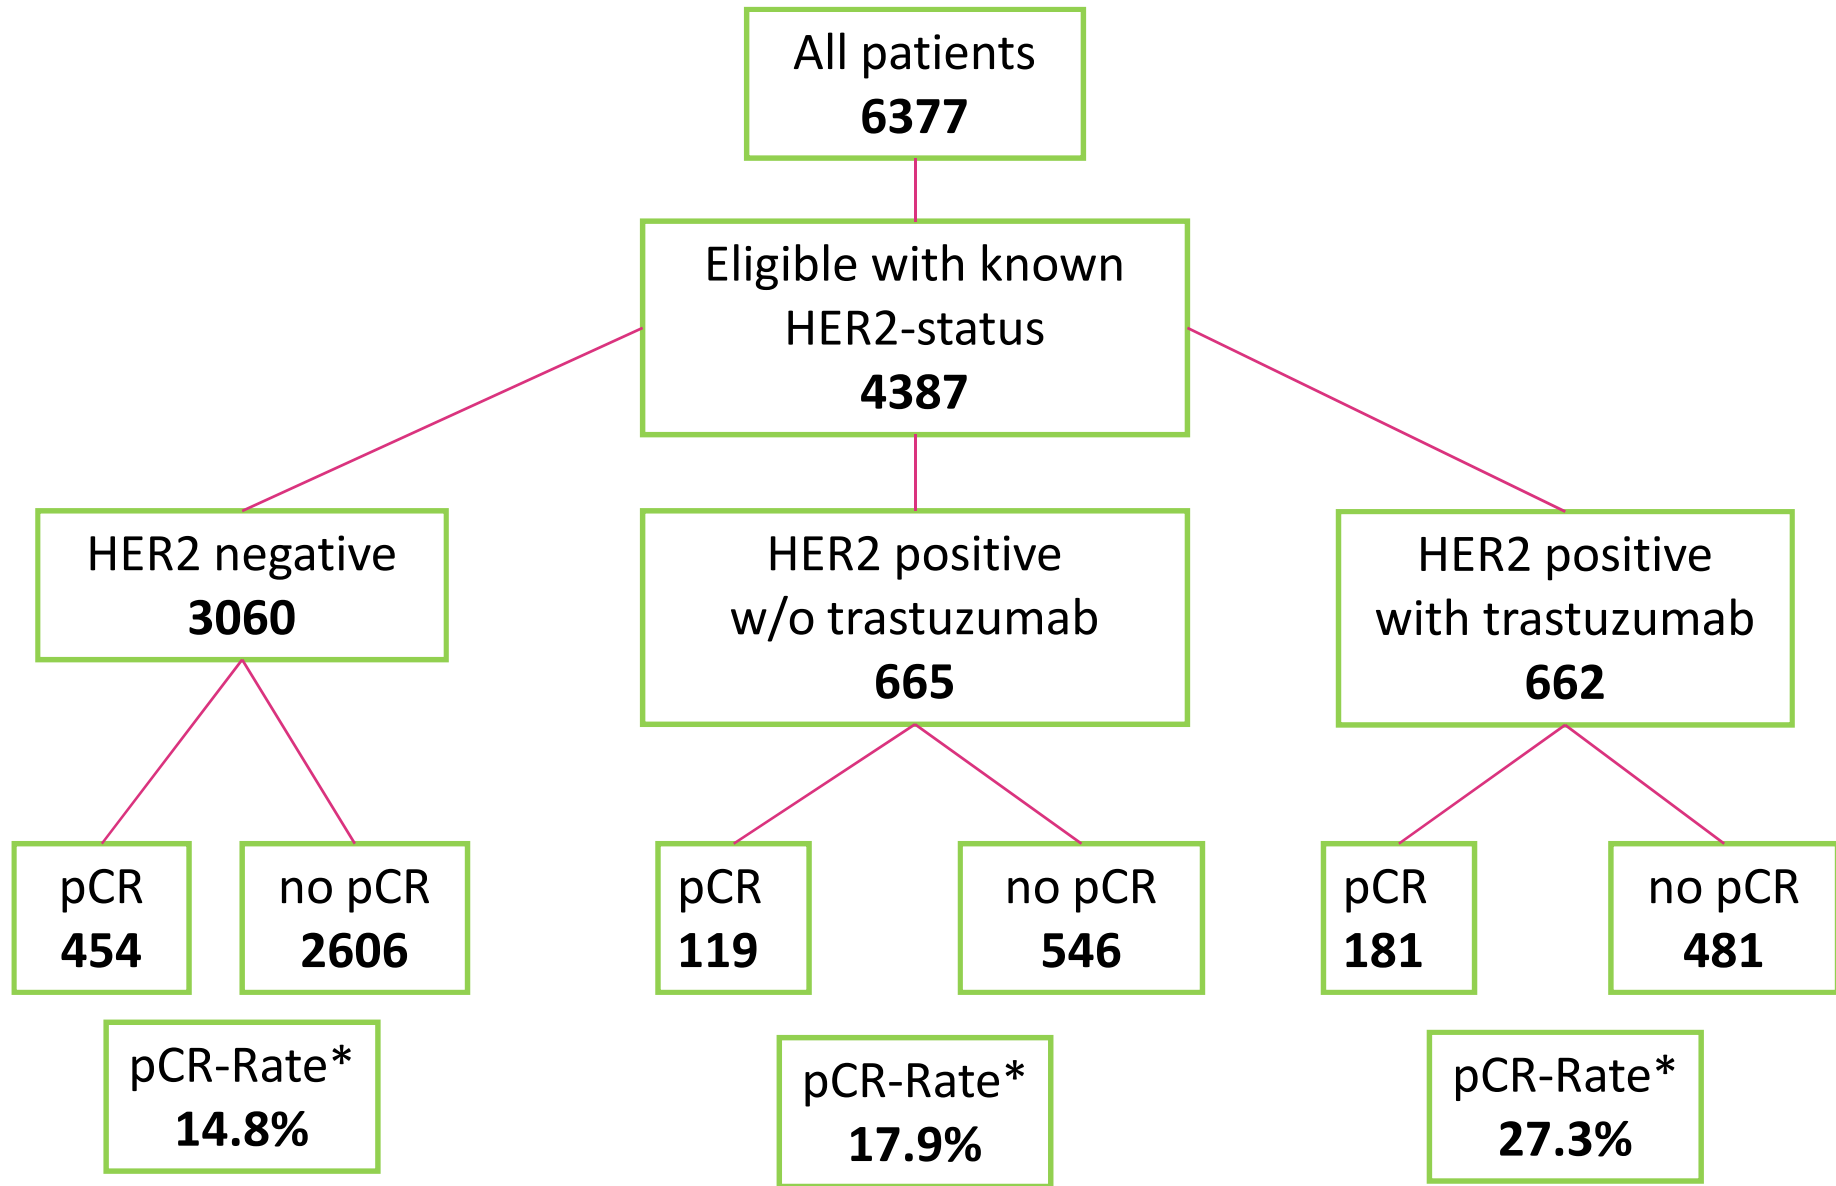 All patients
6377
Eligible with known
HER2-status
4387
HER2 negative
3060
HER2 positive
w/o trastuzumab
665
HER2 positive
with trastuzumab
662
pCR
454
no pCR
2606
pCR
119
no pCR
546
pCR
181
no pCR
481
pCR-Rate*
14.8%
pCR-Rate*
17.9%
pCR-Rate*
27.3%